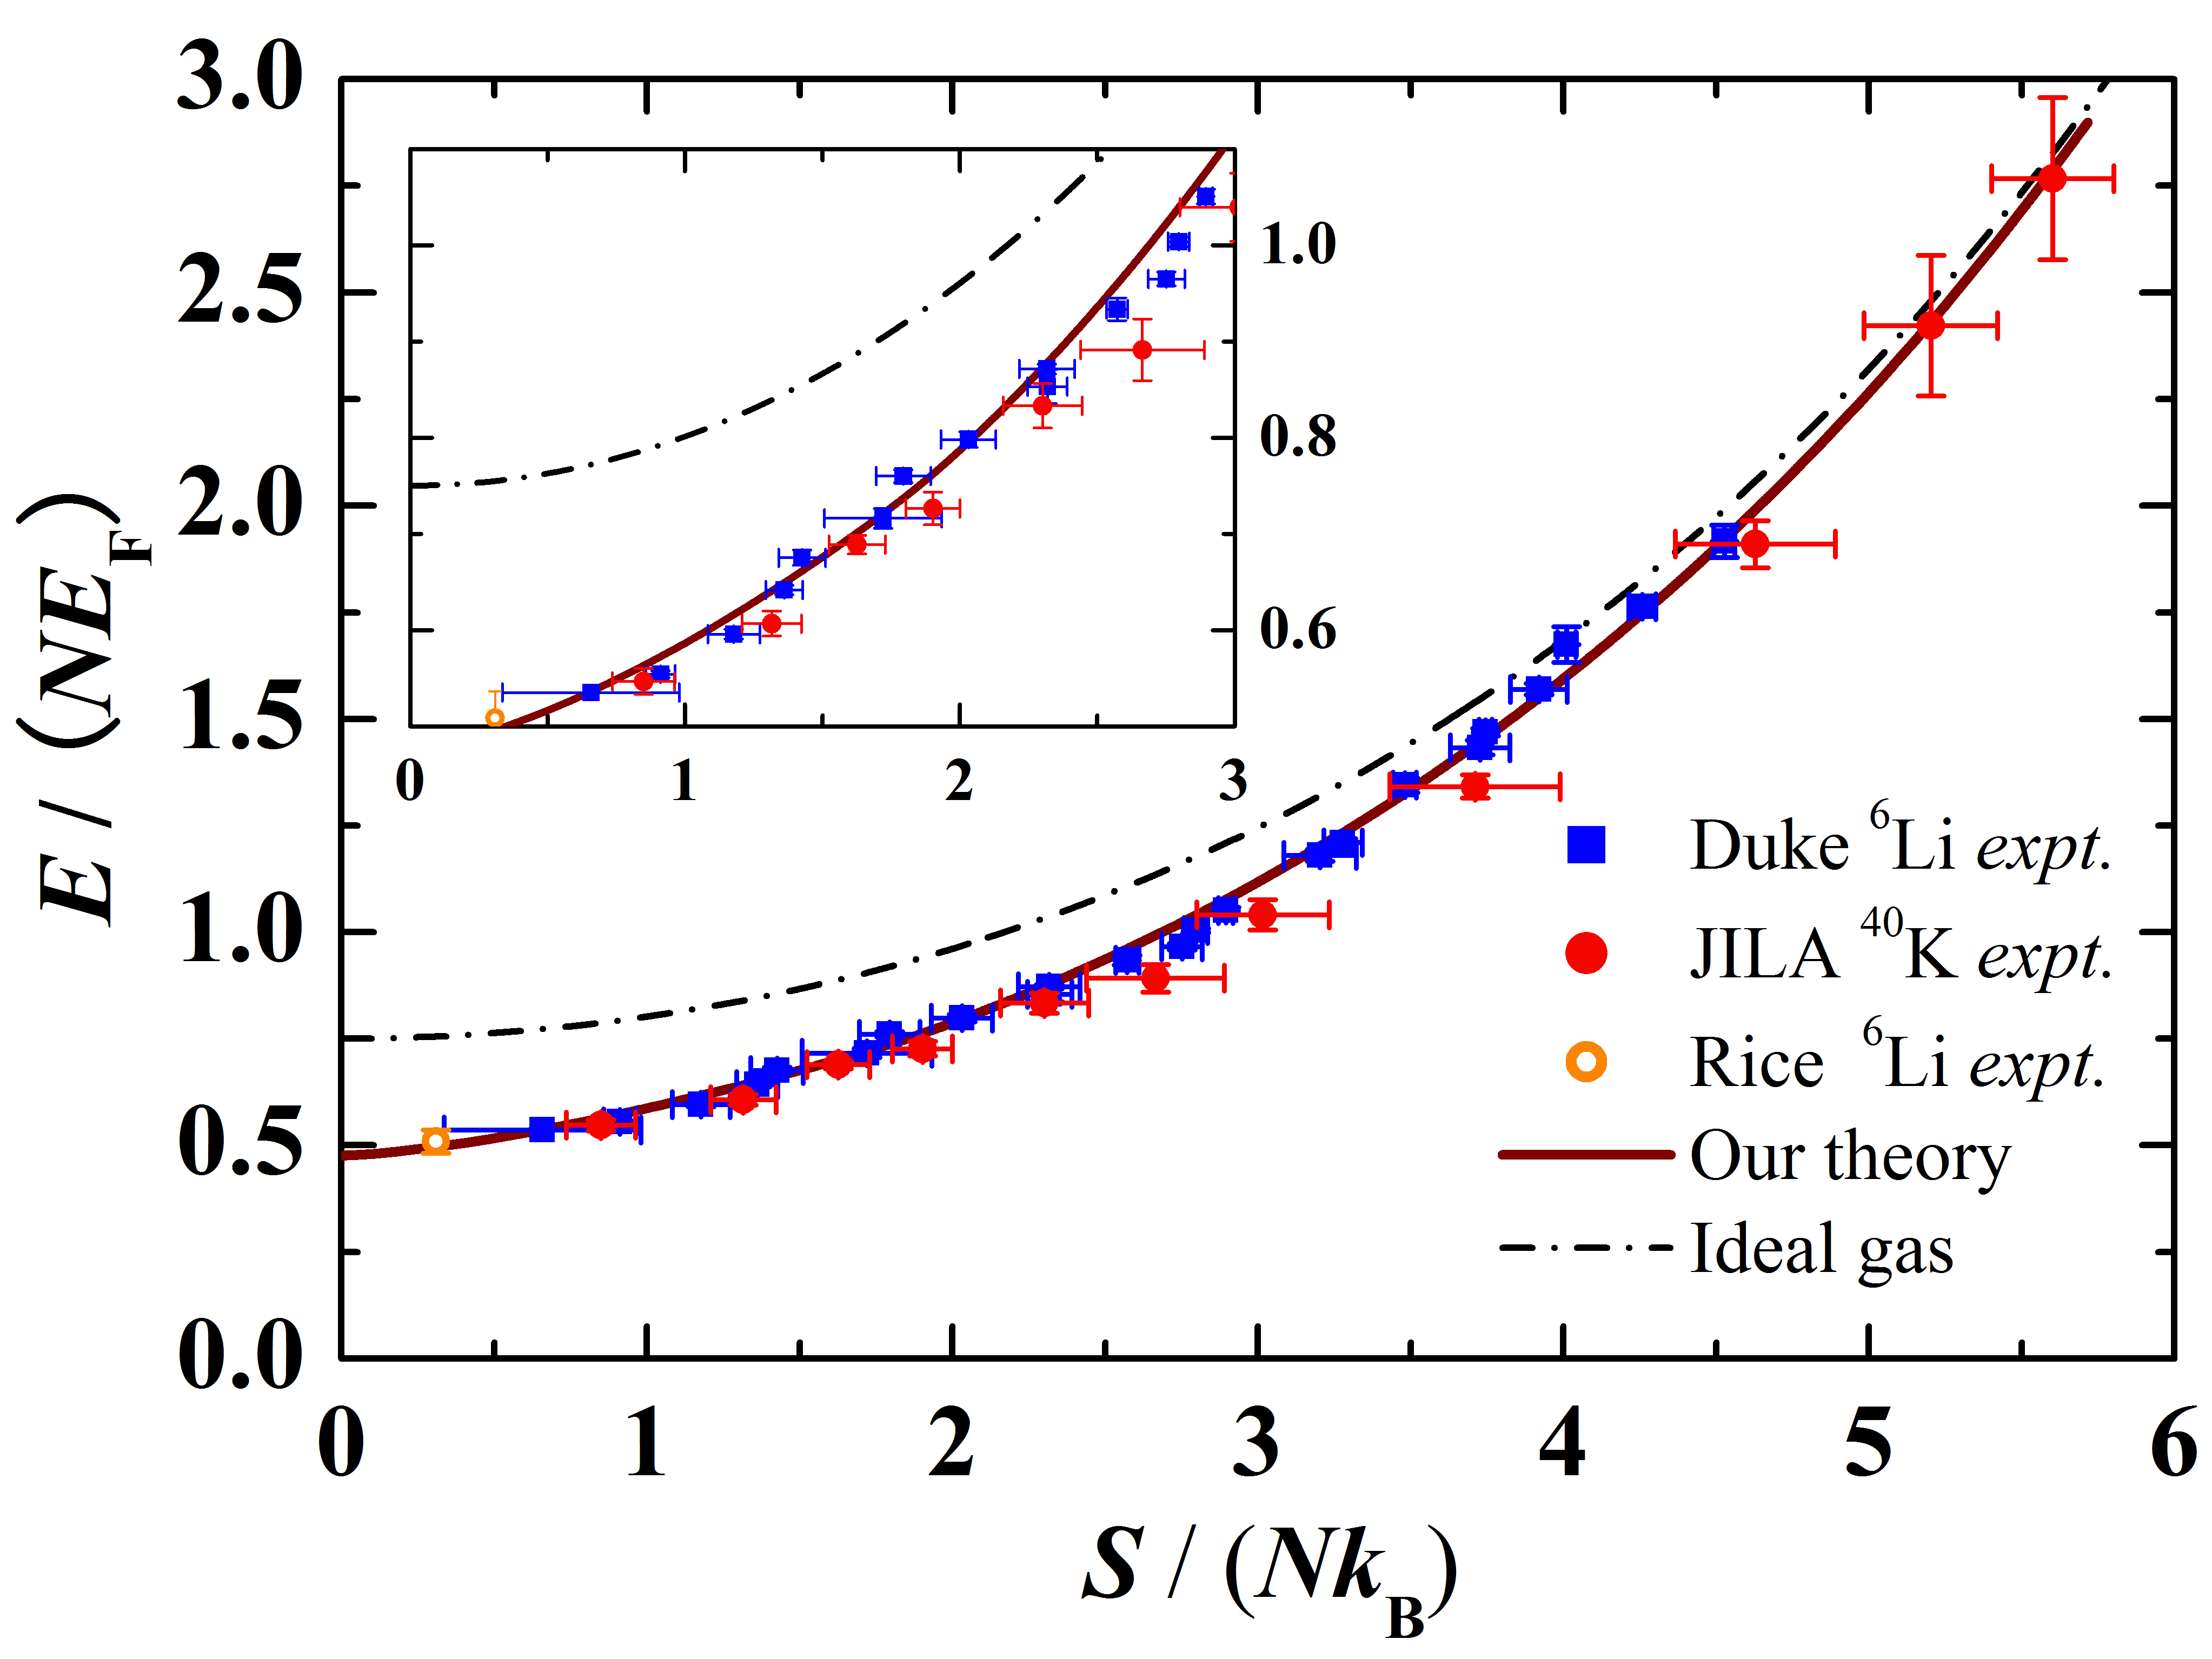 3.0
2.5
2.0
1.5
1.0
0.5
0.0
E / (NE_F)
1.0
0.8
0.6
0 1 2 3
Duke ⁶Li expt.
JILA ⁴⁰K expt.
Rice ⁶Li expt.
Our theory
Ideal gas
0 1 2 3 4 5 6
S / (Nk_B)